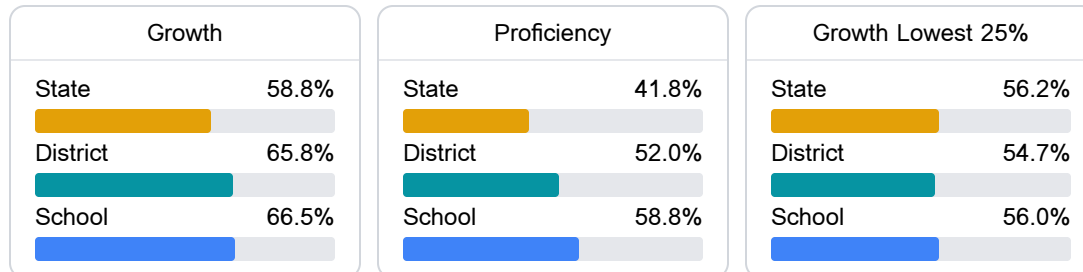 Growth
State 58.8%
District 65.8%
School 66.5%
Proficiency
State 41.8%
District 52.0%
School 58.8%
Growth Lowest 25%
State 56.2%
District 54.7%
School 56.0%